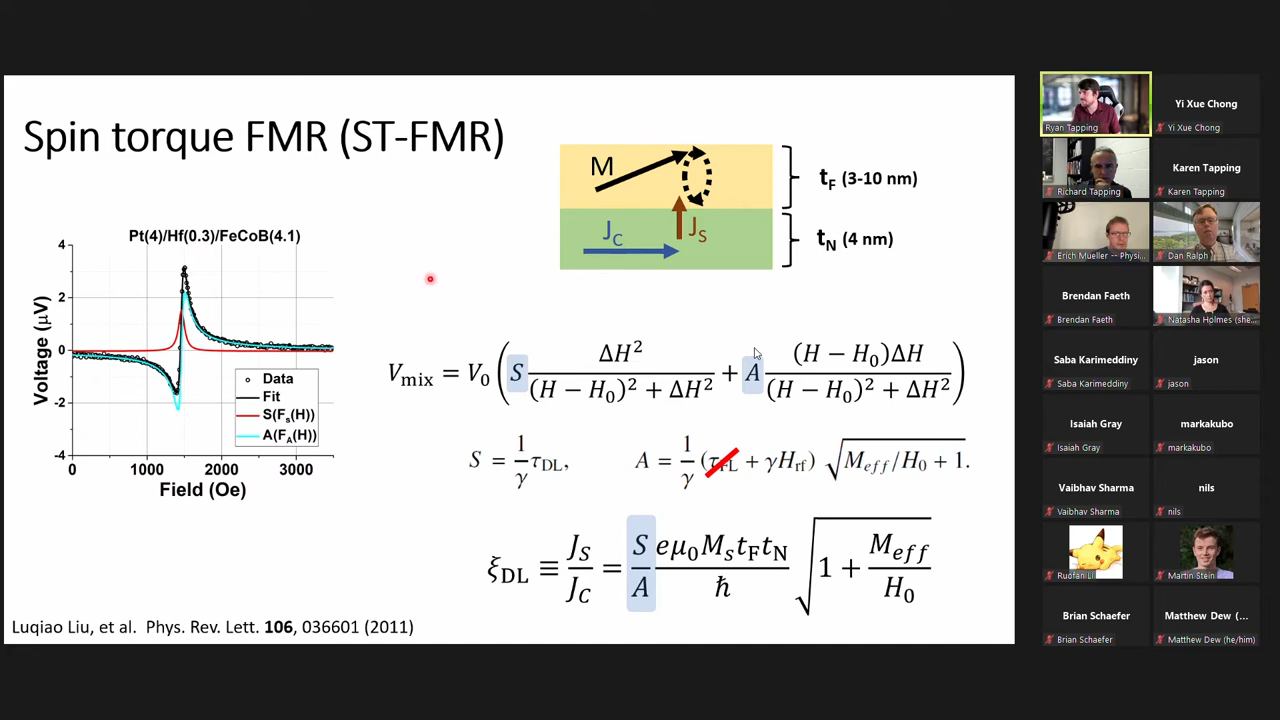 Spin torque FMR (ST-FMR)
M
J_C
J_S
t_F (3-10 nm)
t_N (4 nm)
Pt(4)/Hf(0.3)/FeCoB(4.1)
Voltage (μV)
4
2
0
-2
-4
0
1000
2000
3000
Field (Oe)
Data
Fit
S(F_S(H))
A(F_A(H))
V_mix = V_0 ( S ΔH² / ((H − H_0)² + ΔH²) + A (H − H_0)ΔH / ((H − H_0)² + ΔH²) )
S = 1/γ τ_DL,
A = 1/γ (τ_FL + γH_rf) √(M_eff/H_0 + 1).
ξ_DL ≡ J_S/J_C = S/A eμ_0M_st_Ft_N/ħ √(1 + M_eff/H_0)
Luqiao Liu, et al. Phys. Rev. Lett. 106, 036601 (2011)
Ryan Tapping
Yi Xue Chong
Yi Xue Chong
Richard Tapping
Karen Tapping
Karen Tapping
Erich Mueller -- Physi...
Dan Ralph
Brendan Faeth
Brendan Faeth
Natasha Holmes (she...
Saba Karimeddiny
Saba Karimeddiny
jason
jason
Isaiah Gray
Isaiah Gray
markakubo
markakubo
Vaibhav Sharma
Vaibhav Sharma
nils
nils
Ruofan Li
Martin Stein
Brian Schaefer
Brian Schaefer
Matthew Dew (...
Matthew Dew (he/him)